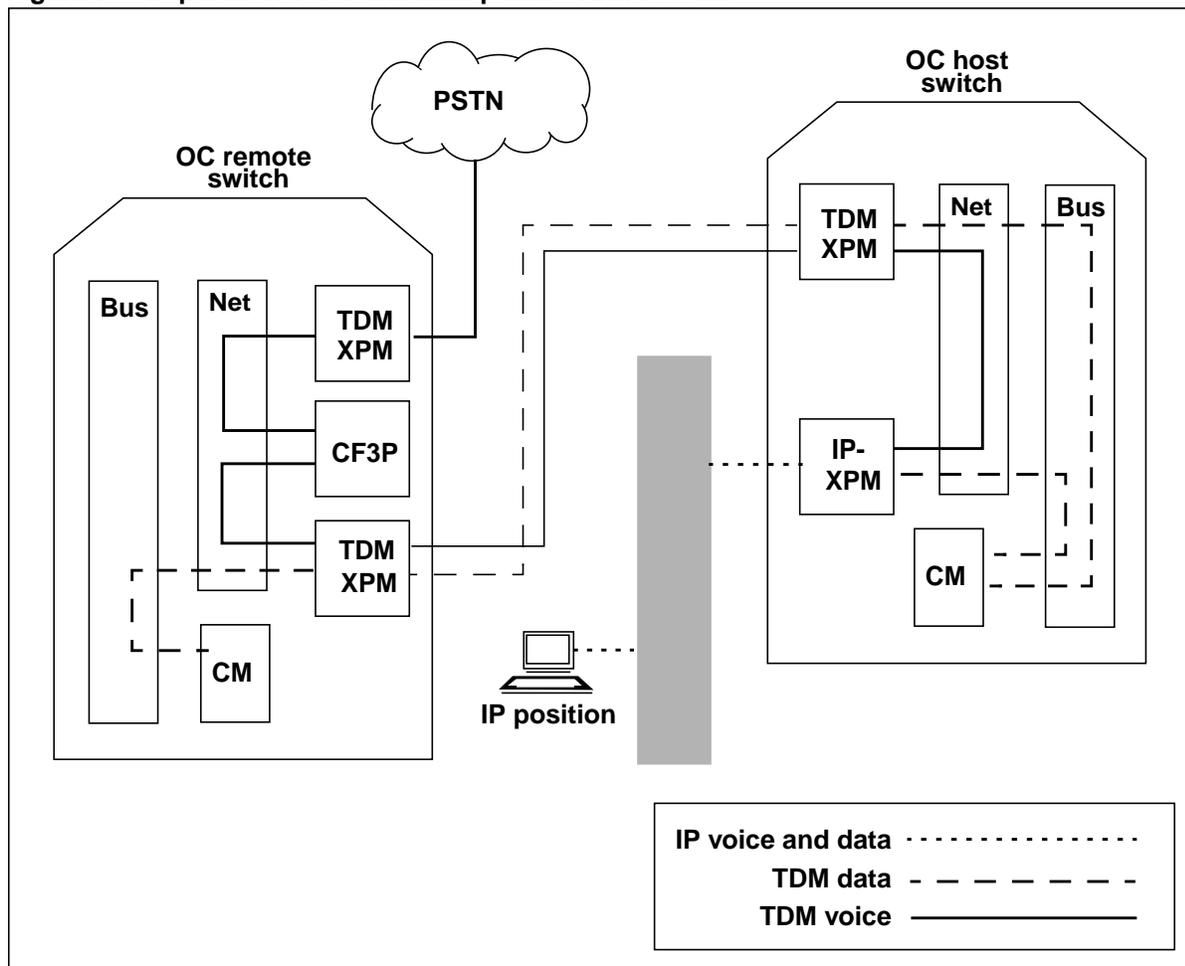 PSTN
OC host
switch
OC remote
switch
Bus
Net
TDM
XPM
CF3P
TDM
XPM
CM
TDM
XPM
Net
Bus
IP-
XPM
CM
IP position
IP voice and data
TDM data
TDM voice